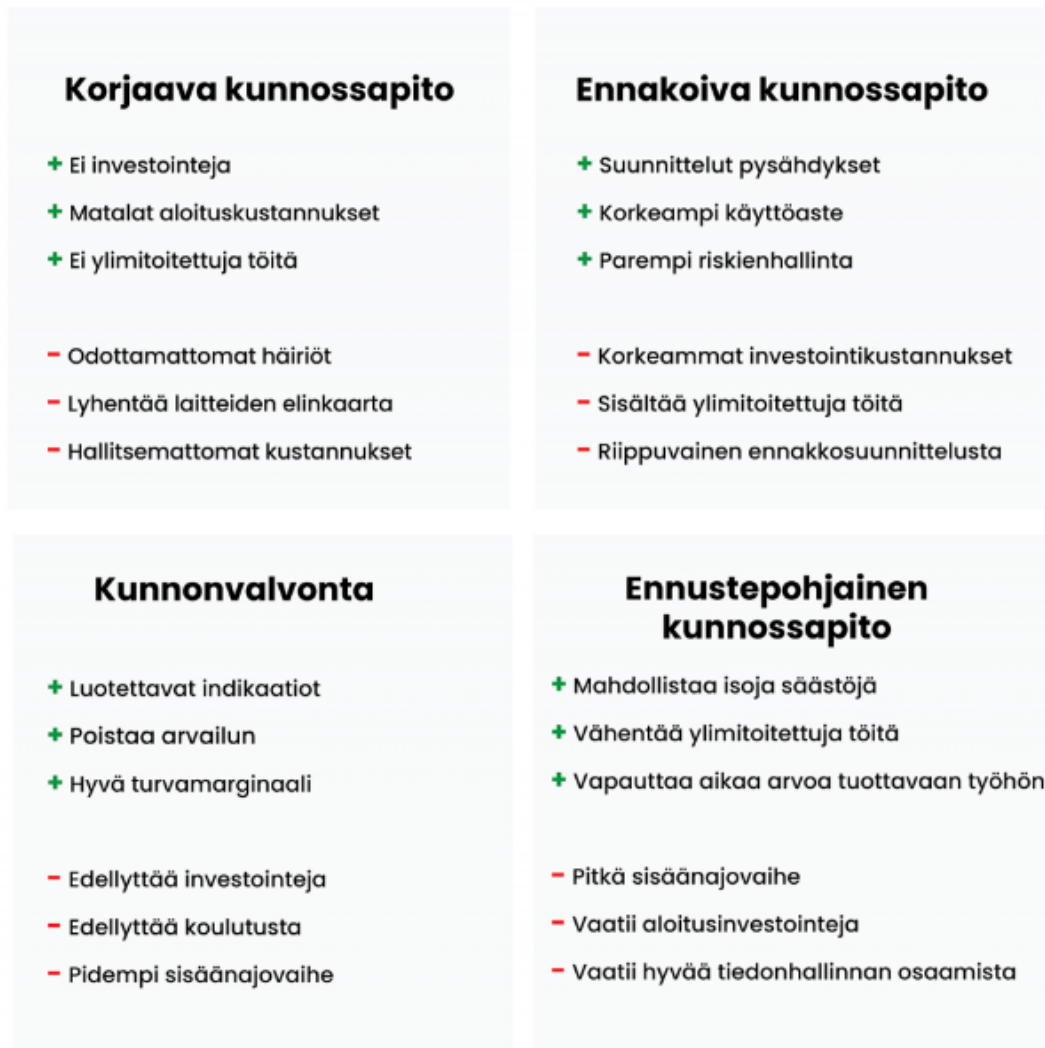 Korjaava kunnossapito
+ Ei investointeja
+ Matalat aloituskustannukset
+ Ei ylimitoitettuja töitä
- Odottamattomat häiriöt
- Lyhentää laitteiden elinkaarta
- Hallitsemattomat kustannukset
Ennakoiva kunnossapito
+ Suunnittelut pysähdykset
+ Korkeampi käyttöaste
+ Parempi riskienhallinta
- Korkeammat investointikustannukset
- Sisältää ylimitoitettuja töitä
- Riippuvainen ennakkosuunnittelusta
Kunnonvalvonta
+ Luotettavat indikaatiot
+ Poistaa arvailun
+ Hyvä turvamarginaali
- Edellyttää investointeja
- Edellyttää koulutusta
- Pidempi sisäänajovaihe
Ennustepohjainen
kunnossapito
+ Mahdollistaa isoja säästöjä
+ Vähentää ylimitoitettuja töitä
+ Vapauttaa aikaa arvoa tuottavaan työhön
- Pitkä sisäänajovaihe
- Vaatii aloitusinvestointeja
- Vaatii hyvää tiedonhallinnan osaamista